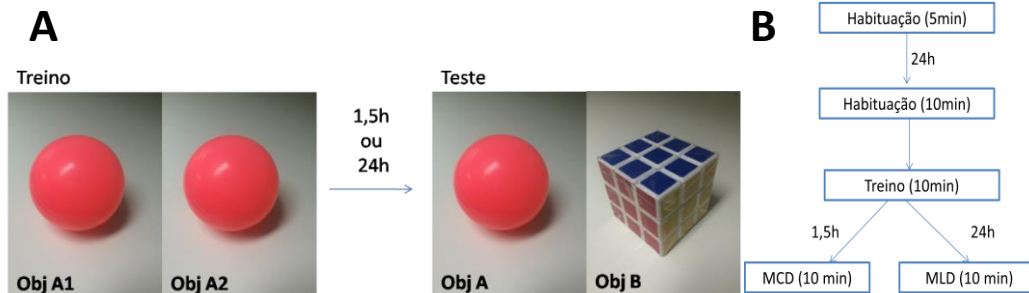 A
Treino
Obj A1
Obj A2
1,5h
ou
24h
Teste
Obj A
Obj B
B
Habituação (5min)
24h
Habituação (10min)
Treino (10min)
1,5h
24h
MCD (10 min)
MLD (10 min)